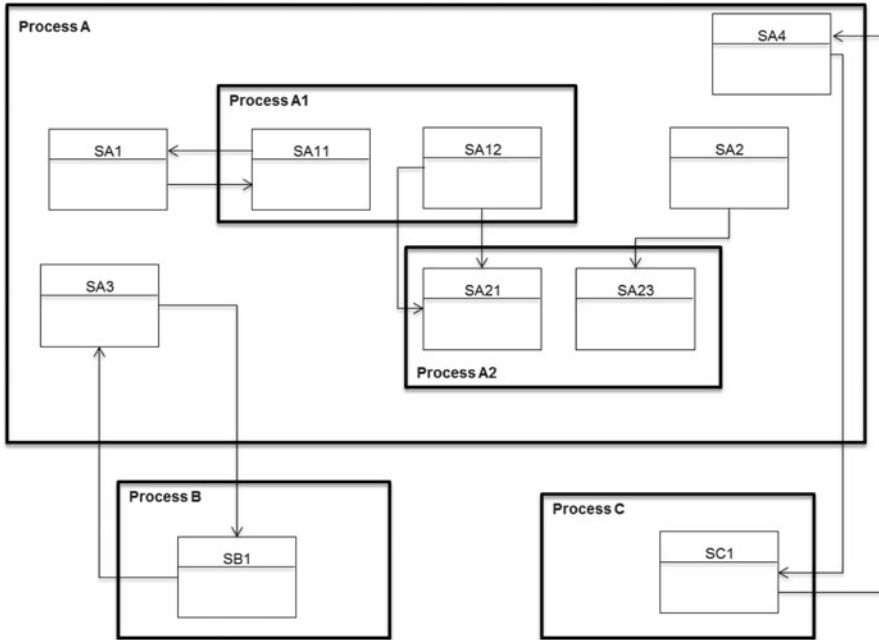 Process A
SA4
Process A1
SA1
SA11
SA12
SA2
SA3
SA21
SA23
Process A2
Process B
SB1
Process C
SC1